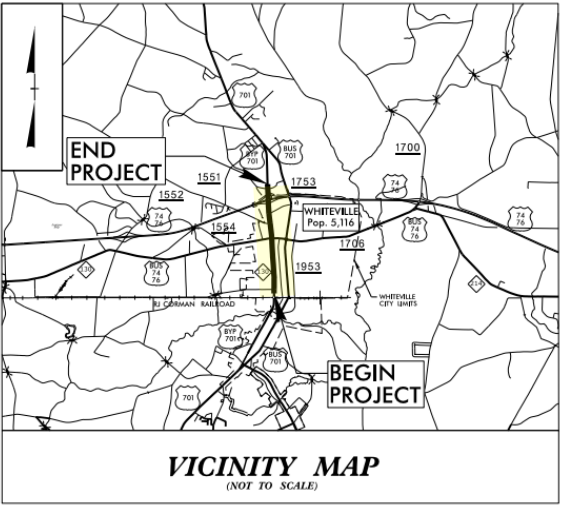 701
END
PROJECT
BYP
701
BUS
701
1700
1551
1753
1552
74
76
74
76
WHITEVILLE
Pop. 5,116
74
76
1554
BUS
74
76
1706
130
BUS
74
76
130
1953
214
RJ CORMAN RAILROAD
WHITEVILLE
CITY LIMITS
BYP
701
BUS
701
BEGIN
PROJECT
701
VICINITY MAP
(NOT TO SCALE)